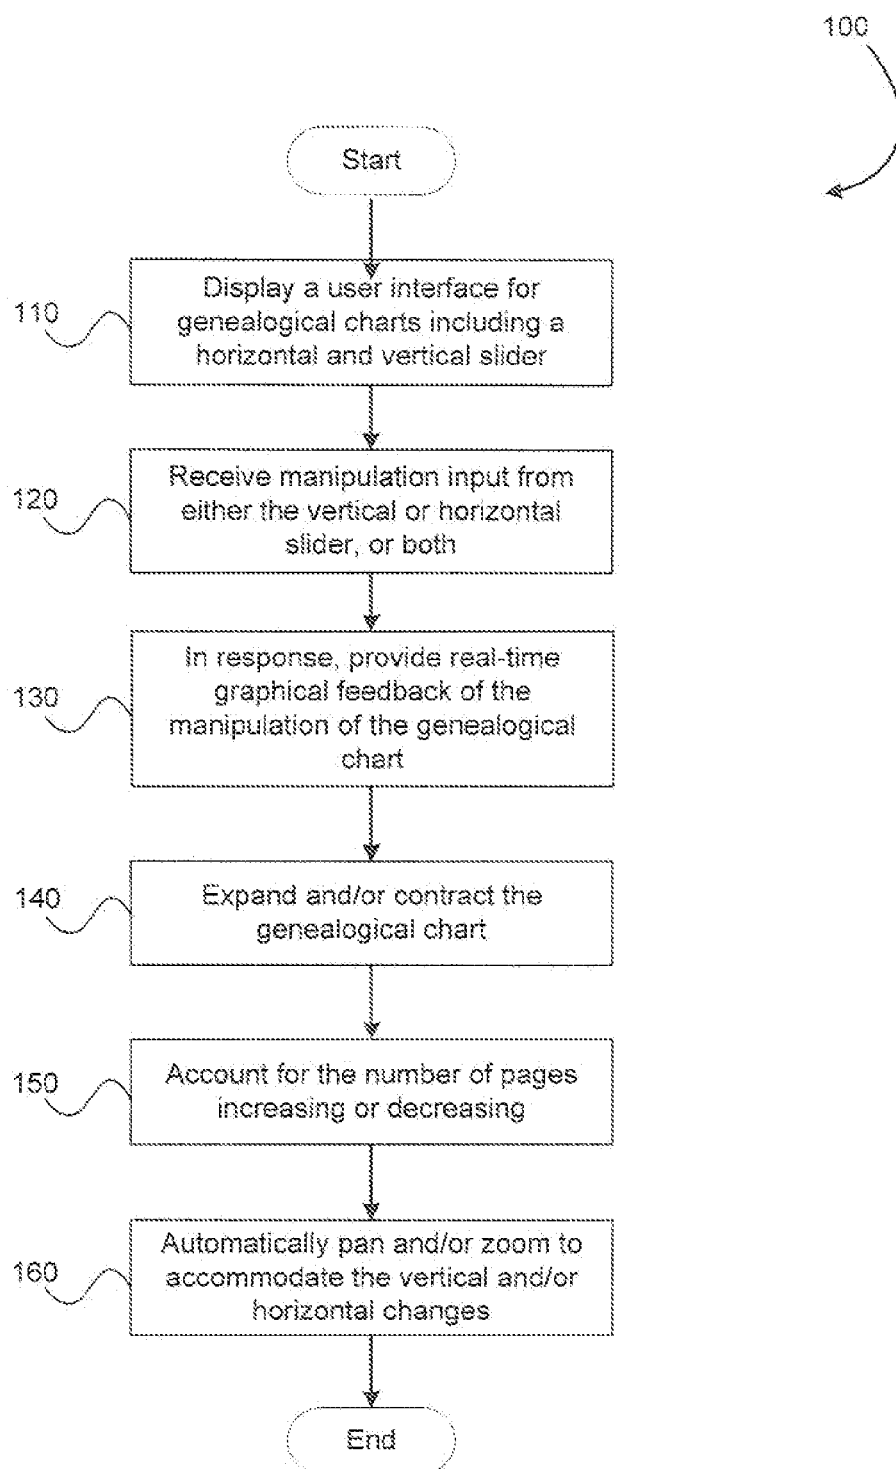 100
Start
110
Display a user interface for
genealogical charts including a
horizontal and vertical slider
120
Receive manipulation input from
either the vertical or horizontal
slider, or both
130
In response, provide real-time
graphical feedback of the
manipulation of the genealogical
chart
140
Expand and/or contract the
genealogical chart
150
Account for the number of pages
increasing or decreasing
160
Automatically pan and/or zoom to
accommodate the vertical and/or
horizontal changes
End